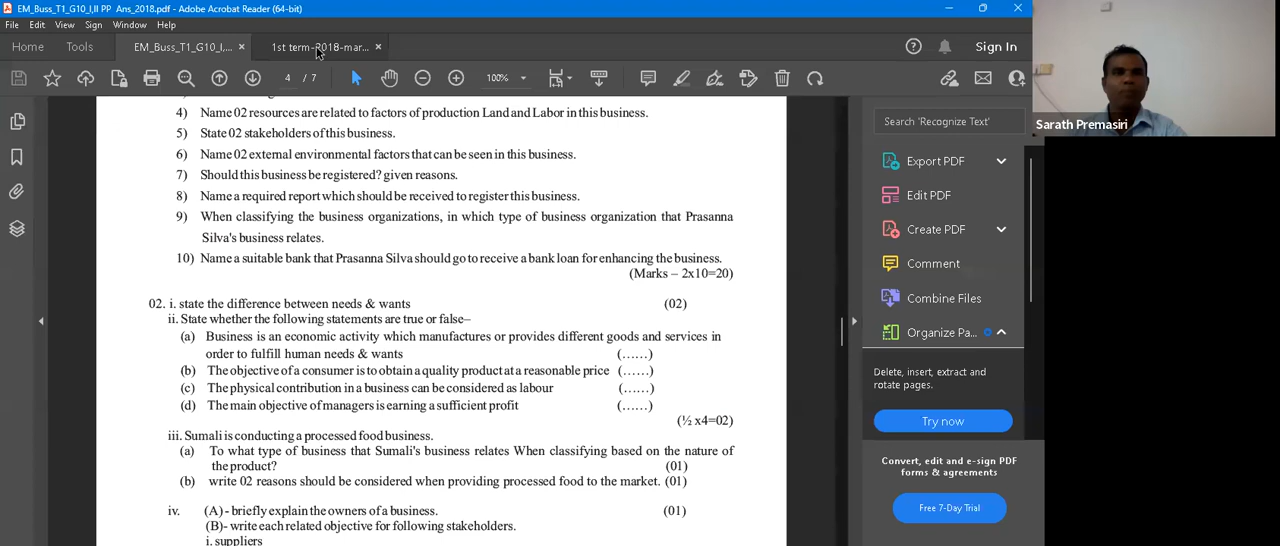 EM_Buss_T1_G10_I,II PP Ans_2018.pdf - Adobe Acrobat Reader (64-bit)
File Edit View Sign Window Help
Home Tools EM_Buss_T1_G10_I,... × 1st term-2018-mar... × Sign In
4 / 7 100%
4) Name 02 resources are related to factors of production Land and Labor in this business.
5) State 02 stakeholders of this business.
6) Name 02 external environmental factors that can be seen in this business.
7) Should this business be registered? given reasons.
8) Name a required report which should be received to register this business.
9) When classifying the business organizations, in which type of business organization that Prasanna
Silva's business relates.
10) Name a suitable bank that Prasanna Silva should go to receive a bank loan for enhancing the business.
(Marks – 2x10=20)
02. i. state the difference between needs & wants (02)
ii. State whether the following statements are true or false–
(a) Business is an economic activity which manufactures or provides different goods and services in
order to fulfill human needs & wants (……)
(b) The objective of a consumer is to obtain a quality product at a reasonable price (……)
(c) The physical contribution in a business can be considered as labour (……)
(d) The main objective of managers is earning a sufficient profit (……)
(½ x4=02)
iii. Sumali is conducting a processed food business.
(a) To what type of business that Sumali's business relates When classifying based on the nature of
the product? (01)
(b) write 02 reasons should be considered when providing processed food to the market. (01)
iv. (A) - briefly explain the owners of a business. (01)
(B)- write each related objective for following stakeholders.
i. suppliers
Search 'Recognize Text'
Export PDF
Edit PDF
Create PDF
Comment
Combine Files
Organize Pa...
Delete, insert, extract and
rotate pages.
Try now
Convert, edit and e-sign PDF
forms & agreements
Free 7-Day Trial
Sarath Premasiri